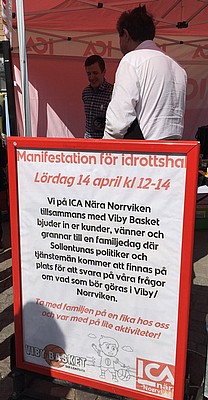 ICA
Manifestation för idrottsha
Lördag 14 april kl 12-14
Vi på ICA Nära Norrviken
tillsammans med Viby Basket
bjuder in er kunder, vänner och
grannar till en familjedag där
Sollentunas politiker och
tjänstemän kommer att finnas på
plats för att svara på våra frågor
om vad som bör göras i Viby/
Norrviken.
Ta med familjen på en fika hos oss
och var med på lite aktiviteter!
VIBY BASKET
ICA
nära
Norrvik